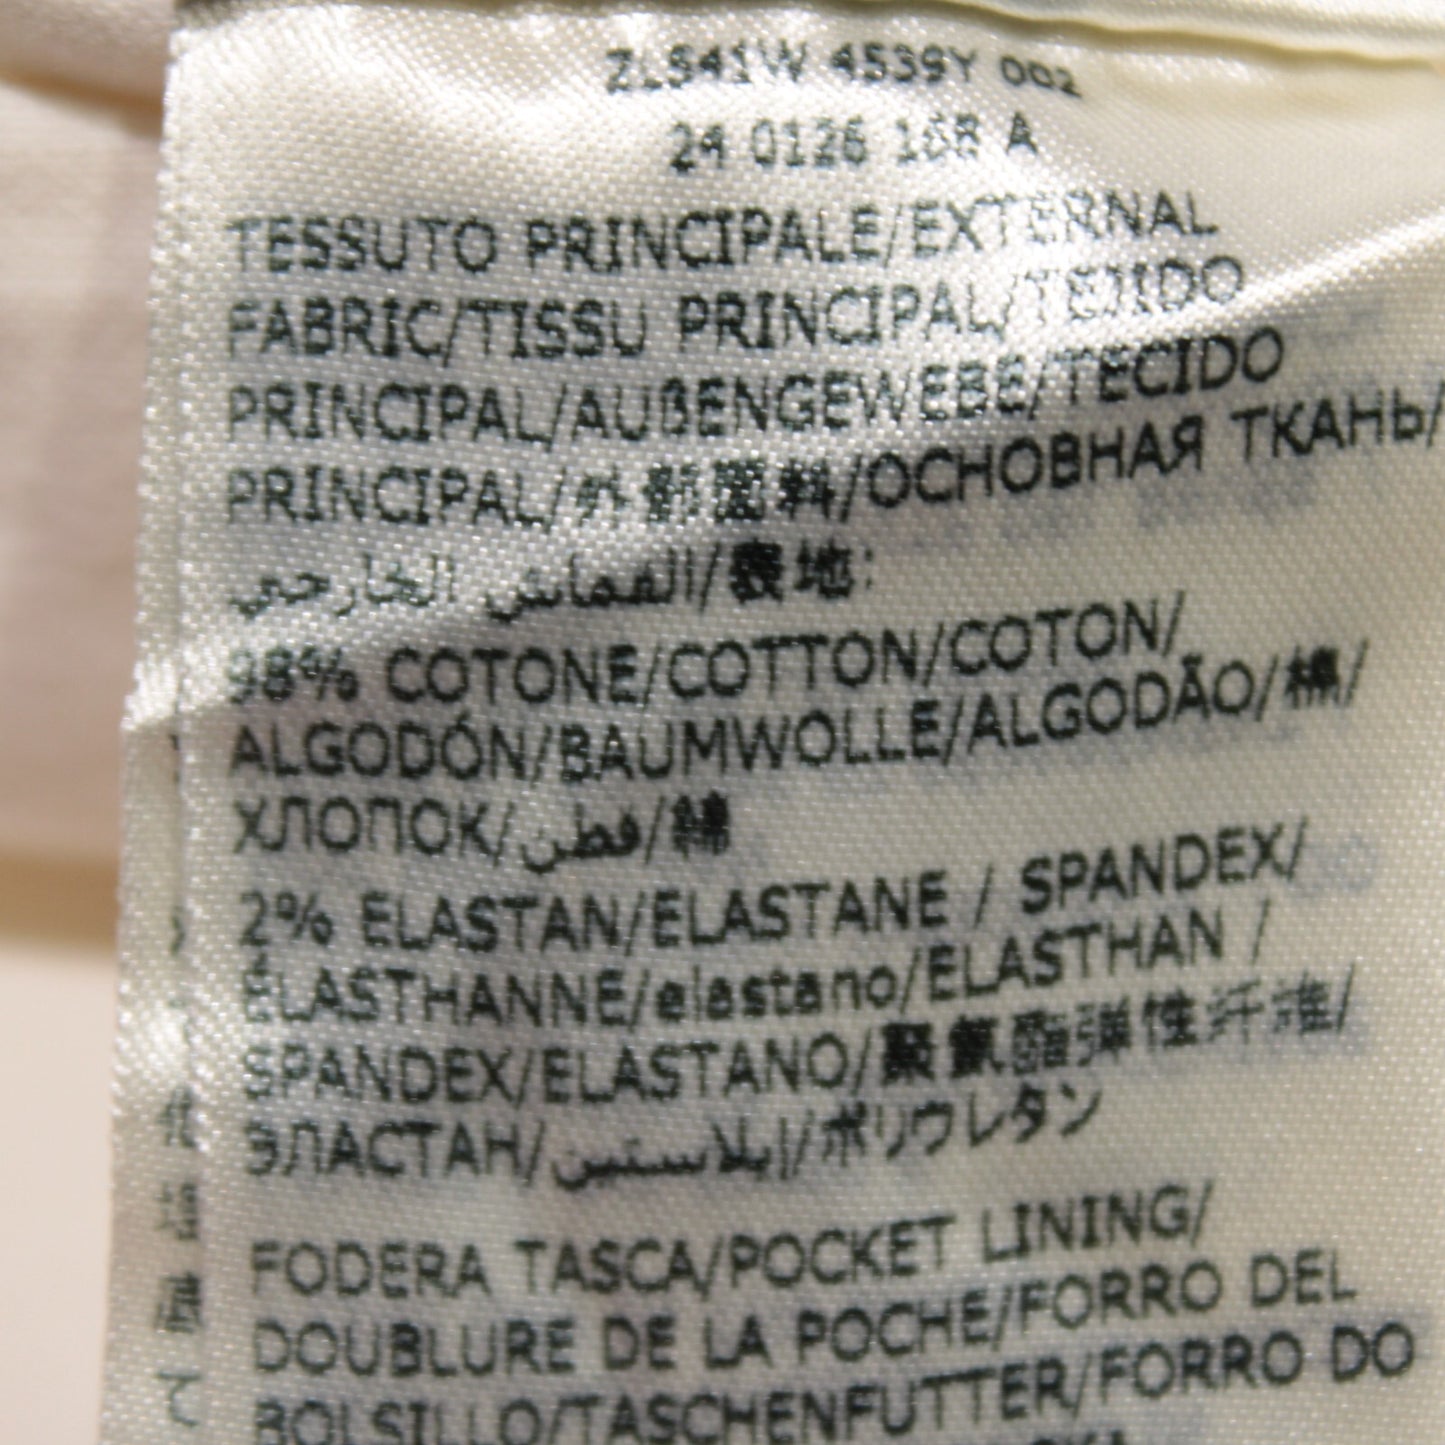 ZL541W 4539Y 002
24 0126 168 A
TESSUTO PRINCIPALE/EXTERNAL
FABRIC/TISSU PRINCIPAL/TEJIDO
PRINCIPAL/AUßENGEWEBE/TECIDO
PRINCIPAL/外部面料/ОСНОВНАЯ ТКАНЬ/
القماش الخارجي/表地:
98% COTONE/COTTON/COTON/
ALGODÓN/BAUMWOLLE/ALGODÃO/棉/
ХЛОПОК/قطن/綿
2% ELASTAN/ELASTANE / SPANDEX/
ÉLASTHANNE/elastano/ELASTHAN /
SPANDEX/ELASTANO/聚氨酯弹性纤维/
ЭЛАСТАН/إيلاستين/ポリウレタン
FODERA TASCA/POCKET LINING/
DOUBLURE DE LA POCHE/FORRO DEL
BOLSILLO/TASCHENFUTTER/FORRO DO